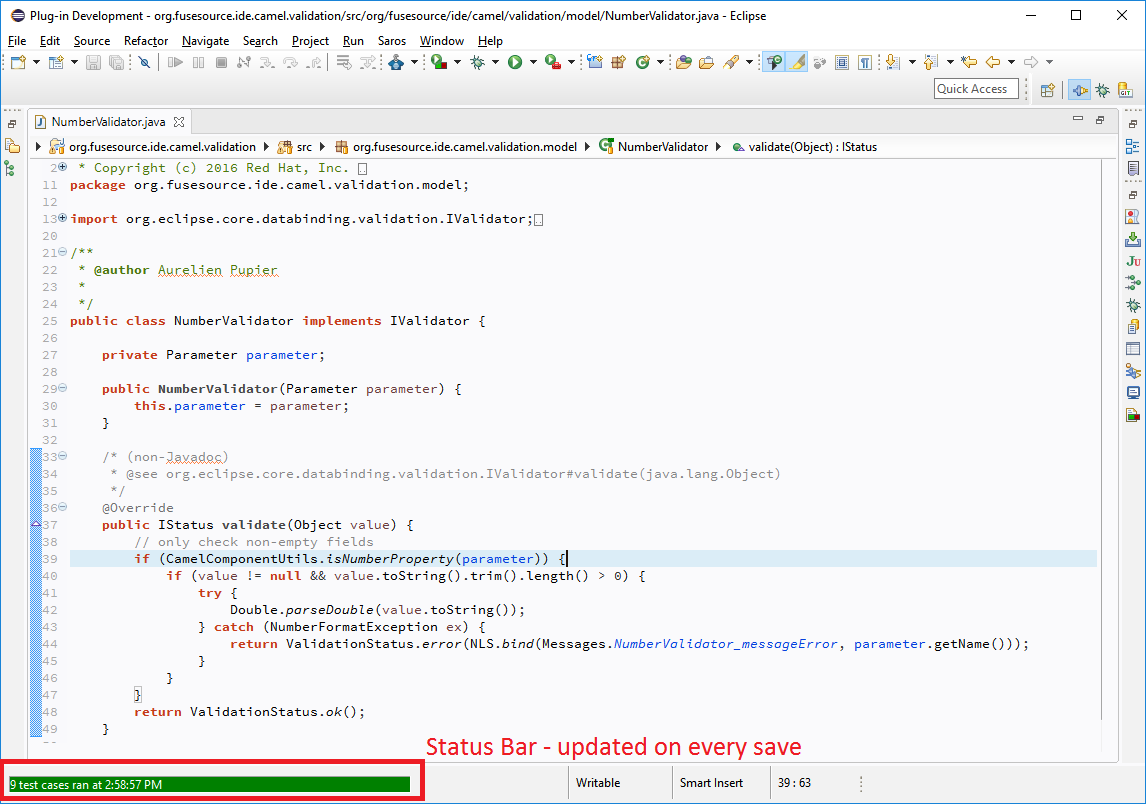 Plug-in Development - org.fusesource.ide.camel.validation/src/org/fusesource/ide/camel/validation/model/NumberValidator.java - Eclipse
File Edit Source Refactor Navigate Search Project Run Saros Window Help
Quick Access
GIT
NumberValidator.java
org.fusesource.ide.camel.validation src org.fusesource.ide.camel.validation.model NumberValidator validate(Object) : IStatus
2 * Copyright (c) 2016 Red Hat, Inc.
11 package org.fusesource.ide.camel.validation.model;
12
13 import org.eclipse.core.databinding.validation.IValidator;
20
21 /**
22 * @author Aurelien Pupier
23 *
24 */
25 public class NumberValidator implements IValidator {
26
27 private Parameter parameter;
28
29 public NumberValidator(Parameter parameter) {
30 this.parameter = parameter;
31 }
32
33 /* (non-Javadoc)
34 * @see org.eclipse.core.databinding.validation.IValidator#validate(java.lang.Object)
35 */
36 @Override
37 public IStatus validate(Object value) {
38 // only check non-empty fields
39 if (CamelComponentUtils.isNumberProperty(parameter)) {
40 if (value != null && value.toString().trim().length() > 0) {
41 try {
42 Double.parseDouble(value.toString());
43 } catch (NumberFormatException ex) {
44 return ValidationStatus.error(NLS.bind(Messages.NumberValidator_messageError, parameter.getName()));
45 }
46 }
47 }
48 return ValidationStatus.ok();
49 }
Ju
Status Bar - updated on every save
9 test cases ran at 2:58:57 PM
Writable
Smart Insert
39 : 63